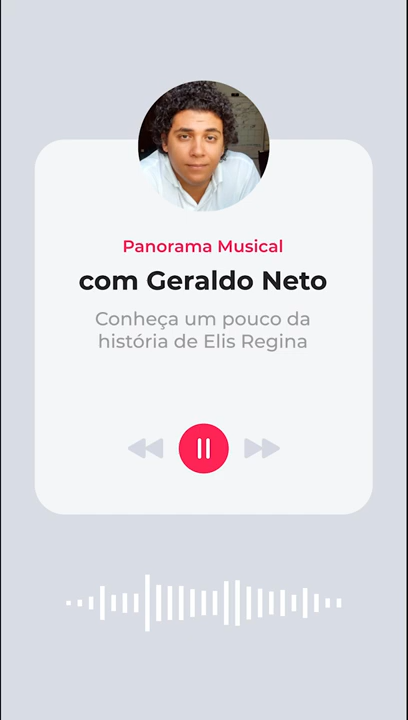 Panorama Musical
com Geraldo Neto
Conheça um pouco da
história de Elis Regina